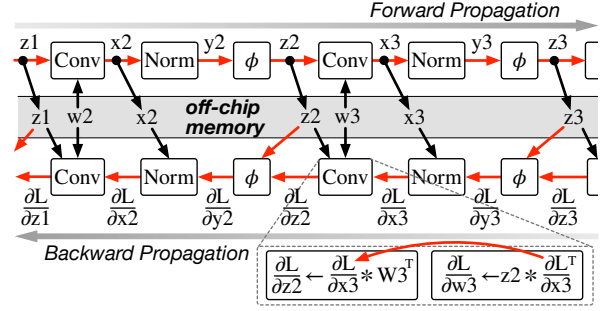 Forward Propagation
z1 x2 y2 z2 x3 y3 z3
Conv Norm ϕ Conv Norm ϕ
off-chip
memory
z1 w2 x2 z2 w3 x3 z3
Conv Norm ϕ Conv Norm ϕ
∂L/∂z1 ∂L/∂x2 ∂L/∂y2 ∂L/∂z2 ∂L/∂x3 ∂L/∂y3 ∂L/∂z3
Backward Propagation
∂L/∂z2 ← ∂L/∂x3 * W3ᵀ
∂L/∂w3 ← z2 * ∂Lᵀ/∂x3